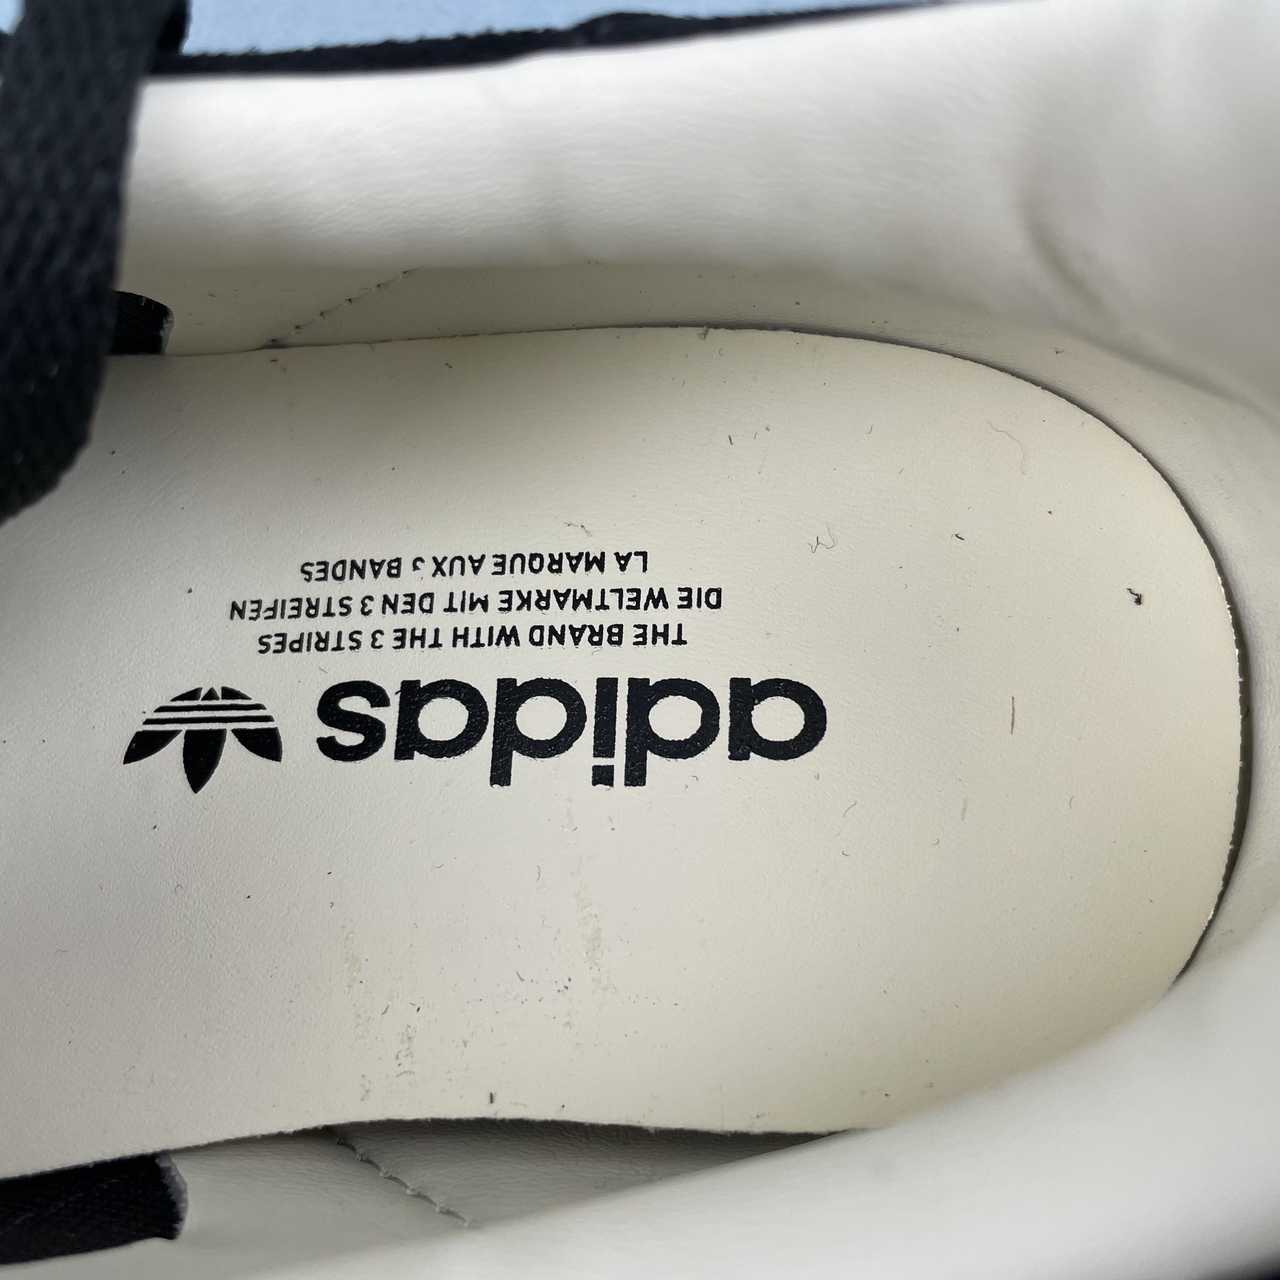 adidas
THE BRAND WITH THE 3 STRIPES
DIE WELTMARKE MIT DEN 3 STREIFEN
LA MARQUE AUX 3 BANDES